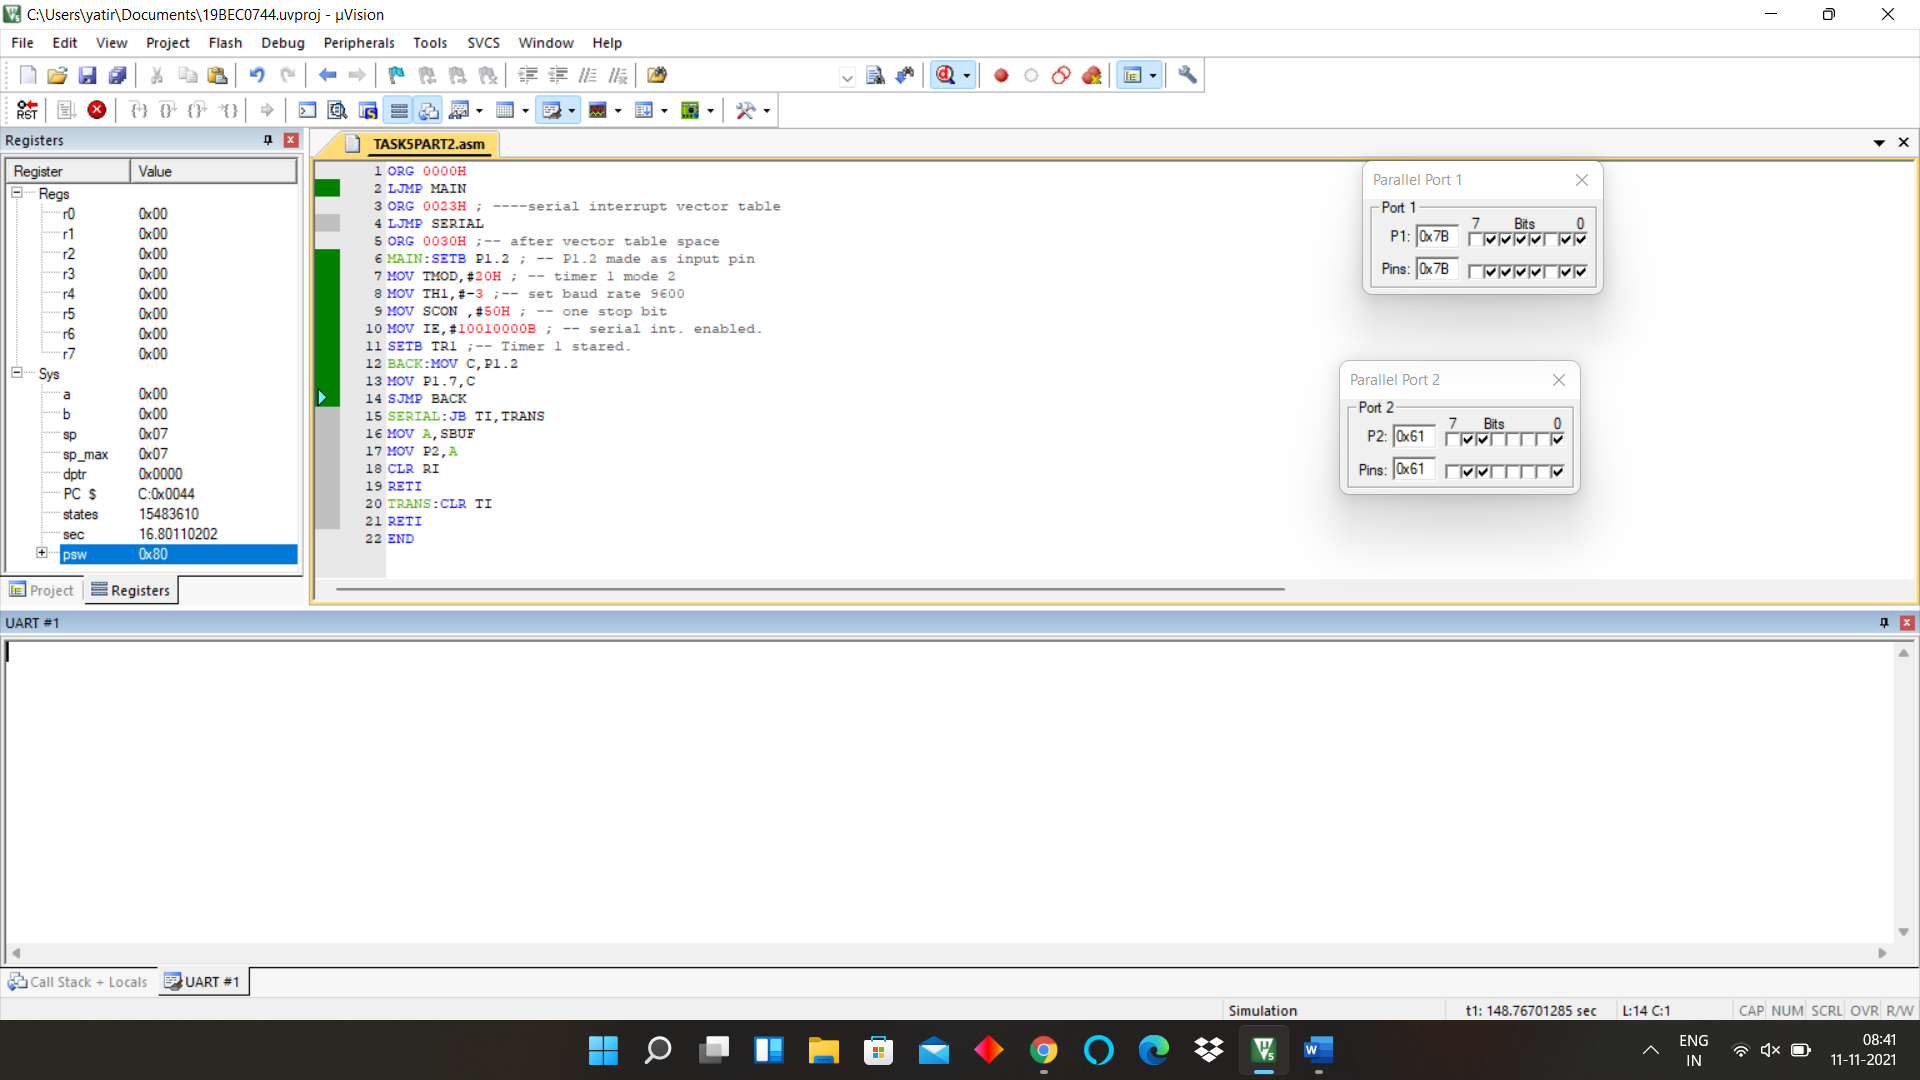 C:\Users\yatir\Documents\19BEC0744.uvproj - µVision
File Edit View Project Flash Debug Peripherals Tools SVCS Window Help
RST
Registers
Register Value
Regs
r0 0x00
r1 0x00
r2 0x00
r3 0x00
r4 0x00
r5 0x00
r6 0x00
r7 0x00
Sys
a 0x00
b 0x00
sp 0x07
sp_max 0x07
dptr 0x0000
PC $ C:0x0044
states 15483610
sec 16.80110202
psw 0x80
Project Registers
TASK5PART2.asm
1 ORG 0000H
2 LJMP MAIN
3 ORG 0023H ; ----serial interrupt vector table
4 LJMP SERIAL
5 ORG 0030H ;-- after vector table space
6 MAIN:SETB P1.2 ; -- P1.2 made as input pin
7 MOV TMOD,#20H ; -- timer 1 mode 2
8 MOV TH1,#-3 ;-- set baud rate 9600
9 MOV SCON ,#50H ; -- one stop bit
10 MOV IE,#10010000B ; -- serial int. enabled.
11 SETB TR1 ;-- Timer 1 stared.
12 BACK:MOV C,P1.2
13 MOV P1.7,C
14 SJMP BACK
15 SERIAL:JB TI,TRANS
16 MOV A,SBUF
17 MOV P2,A
18 CLR RI
19 RETI
20 TRANS:CLR TI
21 RETI
22 END
Parallel Port 1
Port 1
7 Bits 0
P1: 0x7B
Pins: 0x7B
Parallel Port 2
Port 2
7 Bits 0
P2: 0x61
Pins: 0x61
UART #1
Call Stack + Locals UART #1
Simulation t1: 148.76701285 sec L:14 C:1 CAP NUM SCRL OVR R/W
ENG
IN
08:41
11-11-2021